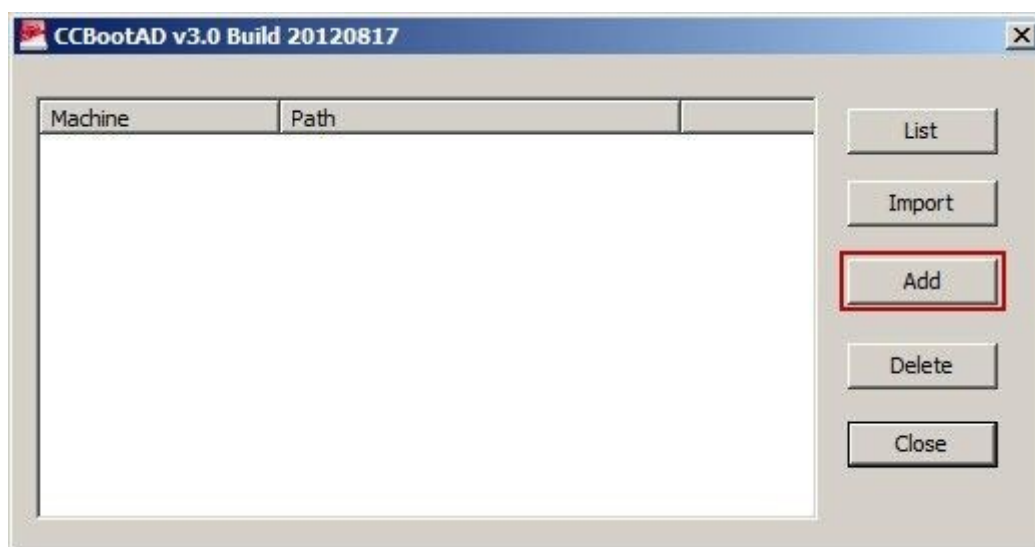 CCBootAD v3.0 Build 20120817
Machine Path
List
Import
Add
Delete
Close